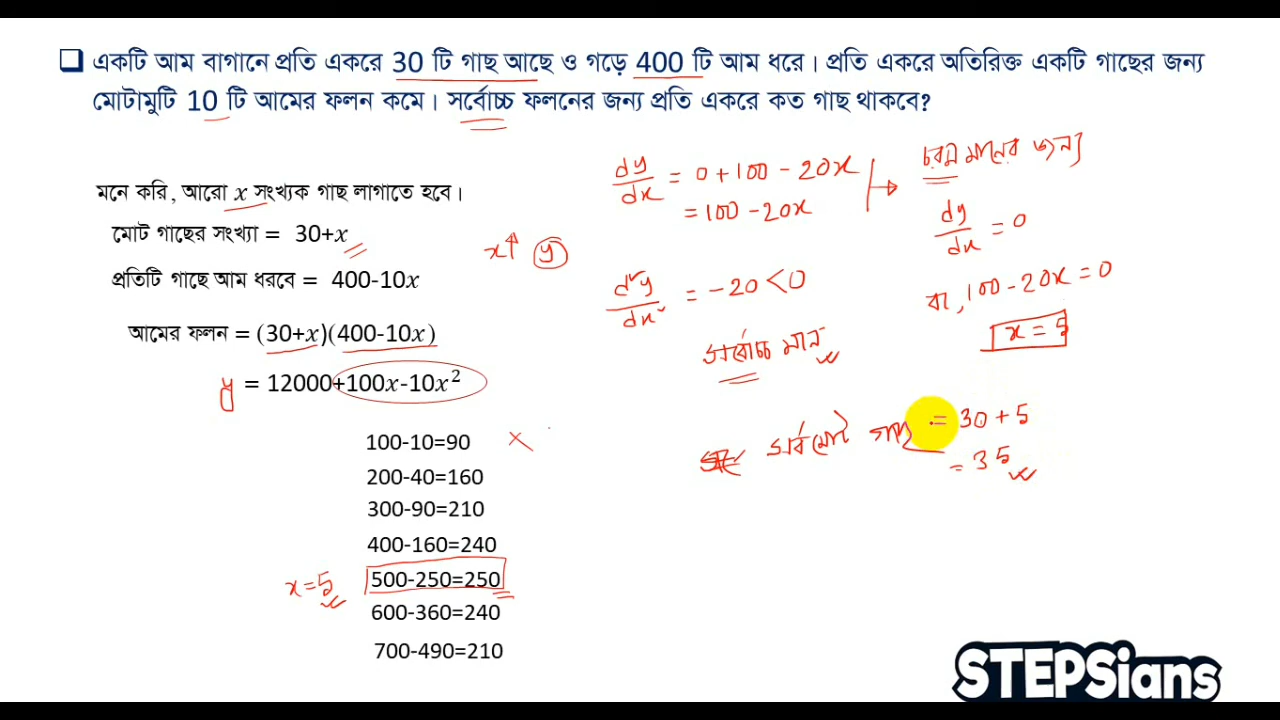 একটি আম বাগানে প্রতি একরে 30 টি গাছ আছে ও গড়ে 400 টি আম ধরে। প্রতি একরে অতিরিক্ত একটি গাছের জন্য
মোটামুটি 10 টি আমের ফলন কমে। সর্বোচ্চ ফলনের জন্য প্রতি একরে কত গাছ থাকবে?
মনে করি, আরো x সংখ্যক গাছ লাগাতে হবে।
মোট গাছের সংখ্যা = 30+x
প্রতিটি গাছে আম ধরবে = 400-10x
আমের ফলন = (30+x)(400-10x)
y = 12000+100x-10x²
100-10=90
200-40=160
300-90=210
400-160=240
x=5 500-250=250
600-360=240
700-490=210
x↑ y
dy/dx = 0+100-20x
= 100-20x
d²y/dx² = -20<0
সর্বোচ্চ মান
চরম মানের জন্য
dy/dx = 0
বা, 100-20x=0
x=5
সর্বমোট গাছ = 30+5
= 35
STEPSians